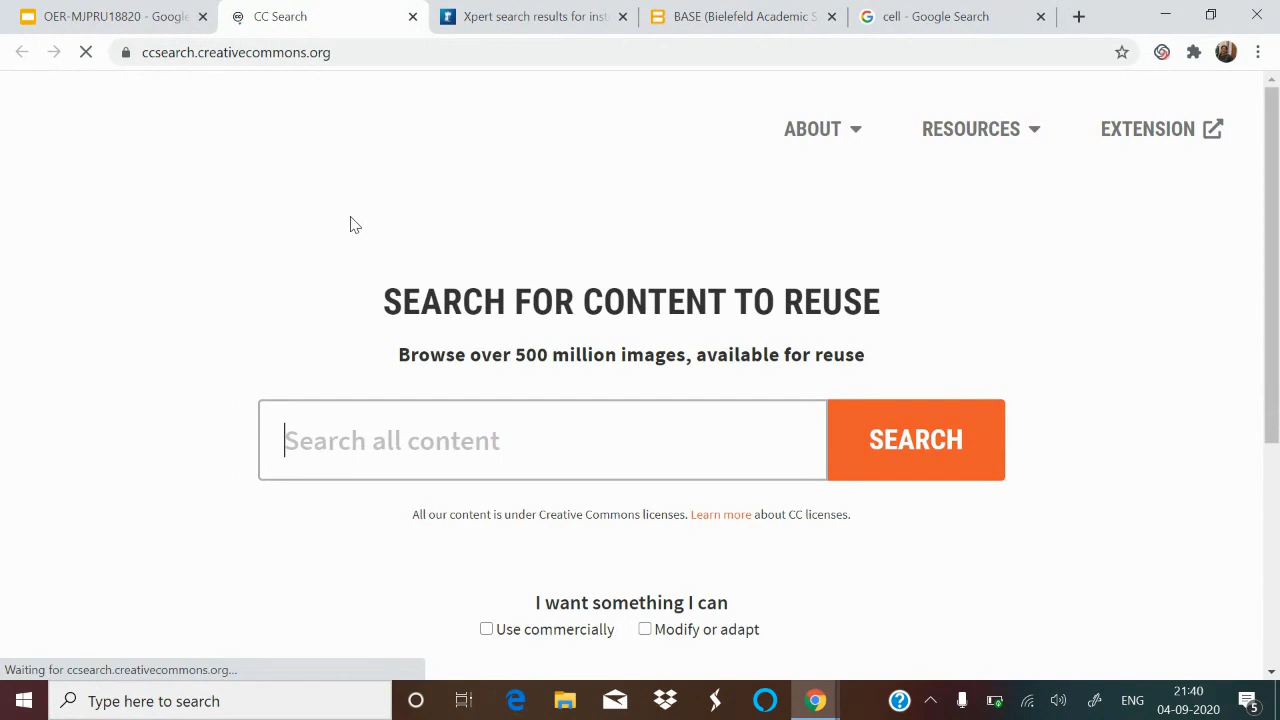 OER-MJPRU18820 - Goog
CC Search
Xpert search results for inst
BASE (Bielefeld Academic S
cell - Google Search
ccsearch.creativecommons.org
ABOUT
RESOURCES
EXTENSION
SEARCH FOR CONTENT TO REUSE
Browse over 500 million images, available for reuse
Search all content
SEARCH
All our content is under Creative Commons licenses. Learn more about CC licenses.
I want something I can
Use commercially
Modify or adapt
Waiting for ccsearch.creativecommons.org...
Type here to search
ENG
21:40
04-09-2020
5